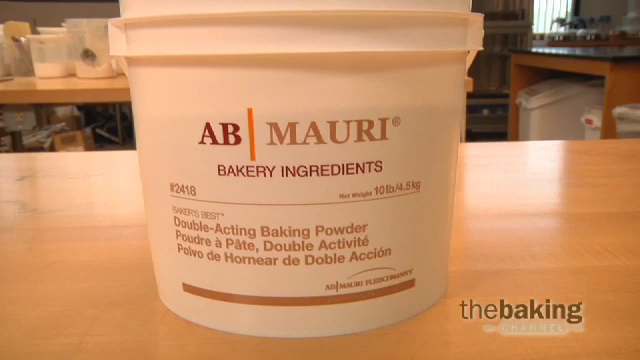 AB | MAURI®
BAKERY INGREDIENTS
#2418
Net Weight 10lb/4.5kg
BAKER'S BEST™
Double-Acting Baking Powder
Poudre à Pâte, Double Activité
Polvo de Hornear de Doble Acción
AB|MAURI FLEISCHMANN'S
thebaking
CHANNEL